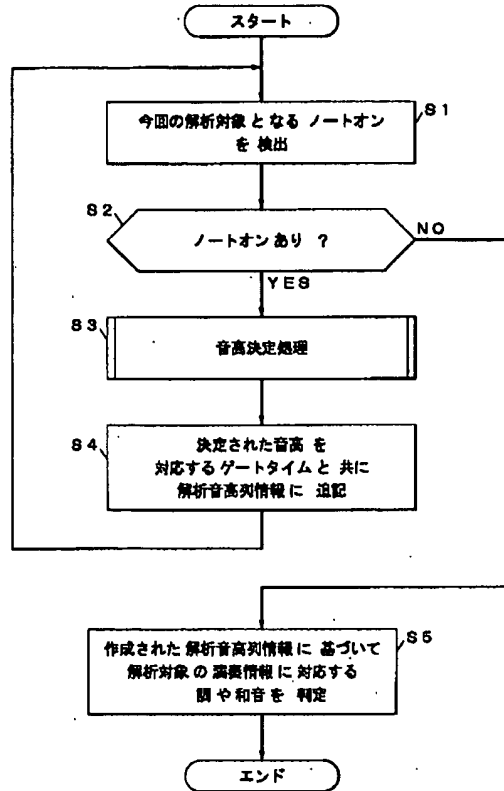 スタート
S1
今回の解析対象となるノートオン
を検出
S2
ノートオンあり ?
NO
YES
S3
音高決定処理
S4
決定された音高を
対応するゲートタイムと共に
解析音高列情報に追記
S5
作成された解析音高列情報に基づいて
解析対象の演奏情報に対応する
調や和音を判定
エンド